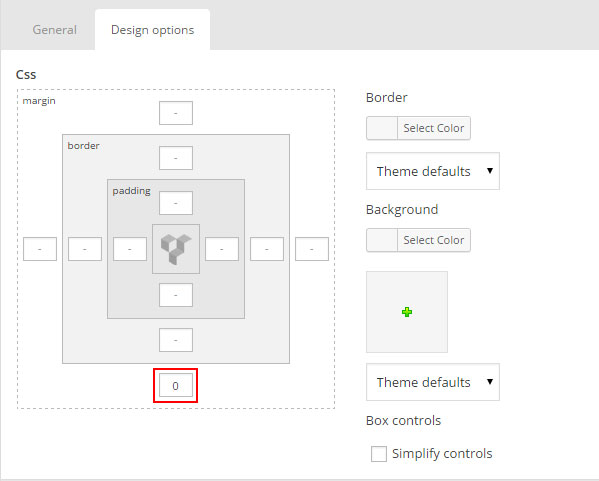 General
Design options
Css
margin
-
border
-
padding
-
- - - - - -
-
-
0
Border
Select Color
Theme defaults
Background
Select Color
Theme defaults
Box controls
Simplify controls